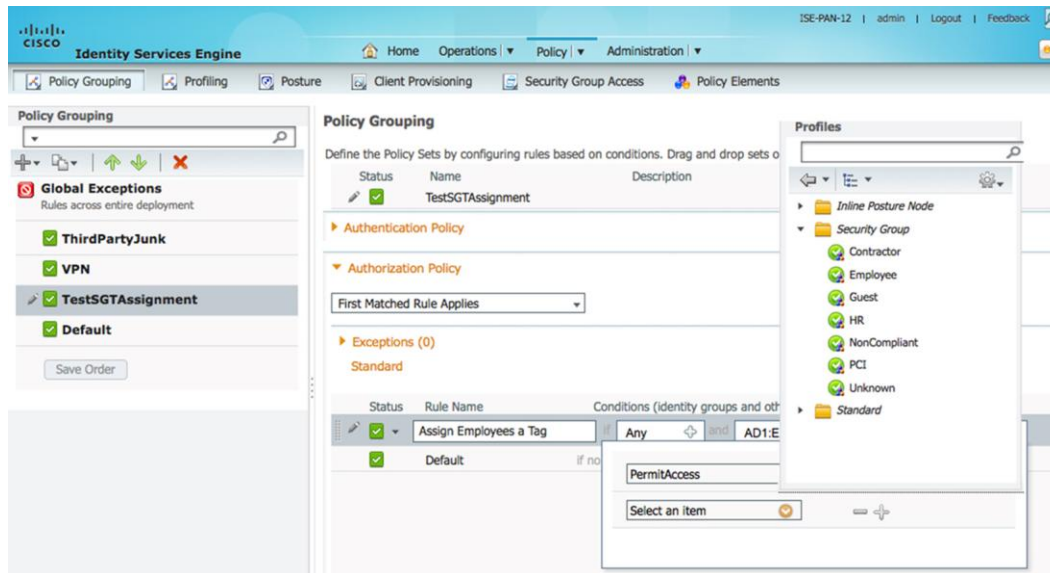 ISE-PAN-12 | admin | Logout | Feedback
CISCO
Identity Services Engine
Home Operations | Policy | Administration |
Policy Grouping Profiling Posture Client Provisioning Security Group Access Policy Elements
Policy Grouping
Global Exceptions
Rules across entire deployment
ThirdPartyJunk
VPN
TestSGTAssignment
Default
Save Order
Policy Grouping
Define the Policy Sets by configuring rules based on conditions. Drag and drop sets o
Status Name Description
TestSGTAssignment
Authentication Policy
Authorization Policy
First Matched Rule Applies
Exceptions (0)
Standard
Status Rule Name Conditions (identity groups and oth
Assign Employees a Tag if Any and AD1:E
Default if no
PermitAccess
Select an item
Profiles
Inline Posture Node
Security Group
Contractor
Employee
Guest
HR
NonCompliant
PCI
Unknown
Standard